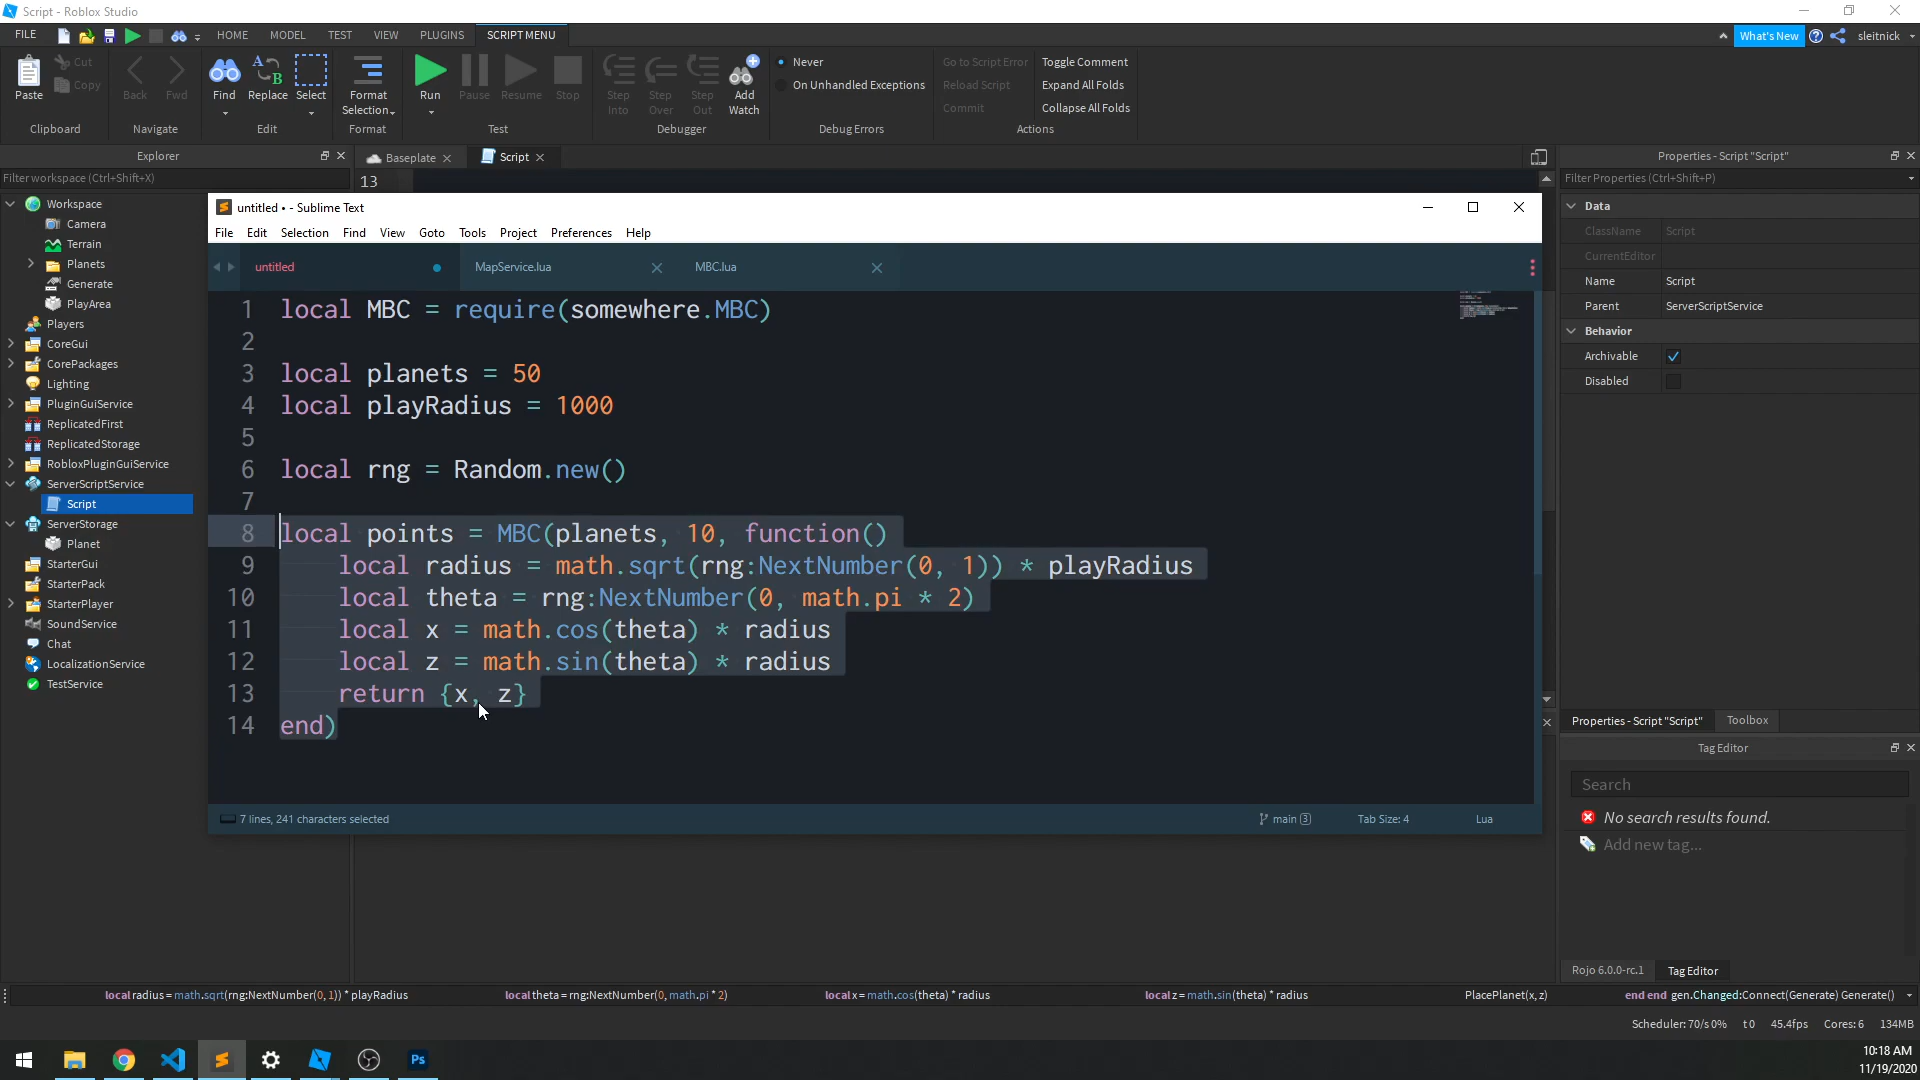 Script - Roblox Studio
FILE HOME MODEL TEST VIEW PLUGINS SCRIPT MENU What's New sleitnick
Paste Cut Copy Clipboard
Back Fwd Navigate
Find Replace Select Edit
Format Selection Format
Run Pause Resume Stop Test
Step Into Step Over Step Out Add Watch Debugger
Never
On Unhandled Exceptions
Debug Errors
Go to Script Error Toggle Comment
Reload Script Expand All Folds
Commit Collapse All Folds
Actions
Explorer
Filter workspace (Ctrl+Shift+X)
Workspace
Camera
Terrain
Planets
Generate
PlayArea
Players
CoreGui
CorePackages
Lighting
PluginGuiService
ReplicatedFirst
ReplicatedStorage
RobloxPluginGuiService
ServerScriptService
Script
ServerStorage
Planet
StarterGui
StarterPack
StarterPlayer
SoundService
Chat
LocalizationService
TestService
Baseplate Script
13
untitled • - Sublime Text
File Edit Selection Find View Goto Tools Project Preferences Help
untitled MapService.lua MBC.lua
1 local MBC = require(somewhere.MBC)
2
3 local planets = 50
4 local playRadius = 1000
5
6 local rng = Random.new()
7
8 local points = MBC(planets, 10, function()
9 local radius = math.sqrt(rng:NextNumber(0, 1)) * playRadius
10 local theta = rng:NextNumber(0, math.pi * 2)
11 local x = math.cos(theta) * radius
12 local z = math.sin(theta) * radius
13 return {x, z}
14 end)
7 lines, 241 characters selected main 3 Tab Size: 4 Lua
Properties - Script "Script"
Filter Properties (Ctrl+Shift+P)
Data
ClassName Script
CurrentEditor
Name Script
Parent ServerScriptService
Behavior
Archivable
Disabled
Properties - Script "Script" Toolbox
Tag Editor
Search
No search results found.
Add new tag...
Rojo 6.0.0-rc.1 Tag Editor
local radius = math.sqrt(rng:NextNumber(0, 1)) * playRadius local theta = rng:NextNumber(0, math.pi * 2) local x = math.cos(theta) * radius local z = math.sin(theta) * radius PlacePlanet(x, z) end end gen.Changed:Connect(Generate) Generate()
Scheduler: 70/s 0% t 0 45.4fps Cores: 6 134MB
Ps
10:18 AM
11/19/2020